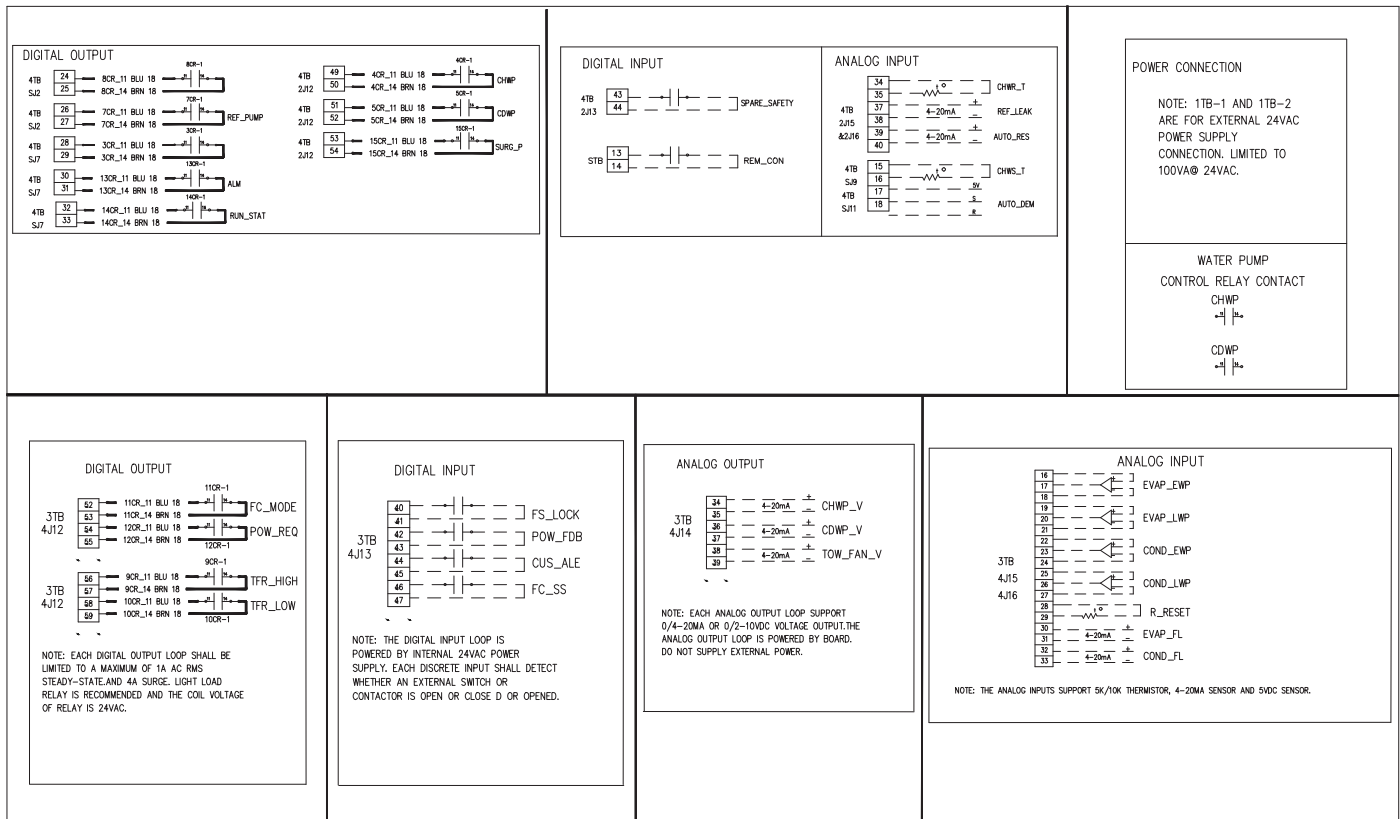 DIGITAL OUTPUT
8CR-1
4TB 24 8CR_11 BLU 18
SJ2 25 8CR_14 BRN 18
7CR-1
4TB 26 7CR_11 BLU 18
SJ2 27 7CR_14 BRN 18 REF_PUMP
3CR-1
4TB 28 3CR_11 BLU 18
SJ7 29 3CR_14 BRN 18
13CR-1
4TB 30 13CR_11 BLU 18
SJ7 31 13CR_14 BRN 18 ALM
14CR-1
4TB 32 14CR_11 BLU 18
SJ7 33 14CR_14 BRN 18 RUN_STAT
4CR-1
4TB 49 4CR_11 BLU 18 CHWP
2J12 50 4CR_14 BRN 18
5CR-1
4TB 51 5CR_11 BLU 18 CDWP
2J12 52 5CR_14 BRN 18
15CR-1
4TB 53 15CR_11 BLU 18 SURG_P
2J12 54 15CR_14 BRN 18
DIGITAL INPUT
4TB 43
2J13 44 SPARE_SAFETY
STB 13
14 REM_CON
ANALOG INPUT
34 CHWR_T
35
4TB 37 4-20mA + REF_LEAK
2J15 38 -
&2J16 39 4-20mA + AUTO_RES
40 -
4TB 15 CHWS_T
SJ9 16
4TB 17 5V
SJ11 18 S AUTO_DEM
R
POWER CONNECTION
NOTE: 1TB-1 AND 1TB-2
ARE FOR EXTERNAL 24VAC
POWER SUPPLY
CONNECTION. LIMITED TO
100VA@ 24VAC.
WATER PUMP
CONTROL RELAY CONTACT
CHWP
CDWP
DIGITAL OUTPUT
11CR-1
52 11CR_11 BLU 18 FC_MODE
3TB 53 11CR_14 BRN 18
4J12 54 12CR_11 BLU 18 POW_REQ
55 12CR_14 BRN 18
12CR-1
9CR-1
56 9CR_11 BLU 18 TFR_HIGH
3TB 57 9CR_14 BRN 18
4J12 58 10CR_11 BLU 18 TFR_LOW
59 10CR_14 BRN 18
10CR-1
NOTE: EACH DIGITAL OUTPUT LOOP SHALL BE
LIMITED TO A MAXIMUM OF 1A AC RMS
STEADY-STATE.AND 4A SURGE. LIGHT LOAD
RELAY IS RECOMMENDED AND THE COIL VOLTAGE
OF RELAY IS 24VAC.
DIGITAL INPUT
40
41 FS_LOCK
42 POW_FDB
3TB 43
4J13 44 CUS_ALE
45
46 FC_SS
47
NOTE: THE DIGITAL INPUT LOOP IS
POWERED BY INTERNAL 24VAC POWER
SUPPLY. EACH DISCRETE INPUT SHALL DETECT
WHETHER AN EXTERNAL SWITCH OR
CONTACTOR IS OPEN OR CLOSE D OR OPENED.
ANALOG OUTPUT
34 4-20mA + CHWP_V
35 -
3TB 36 4-20mA + CDWP_V
4J14 37 -
38 4-20mA + TOW_FAN_V
39 -
NOTE: EACH ANALOG OUTPUT LOOP SUPPORT
0/4-20MA OR 0/2-10VDC VOLTAGE OUTPUT.THE
ANALOG OUTPUT LOOP IS POWERED BY BOARD.
DO NOT SUPPLY EXTERNAL POWER.
ANALOG INPUT
16
17 EVAP_EWP
18
19
20 EVAP_LWP
21
22
23 COND_EWP
3TB 24
4J15 25
4J16 26 COND_LWP
27
28 R_RESET
29
30 4-20mA + EVAP_FL
31 -
32 4-20mA + COND_FL
33 -
NOTE: THE ANALOG INPUTS SUPPORT 5K/10K THERMISTOR, 4-20MA SENSOR AND 5VDC SENSOR.